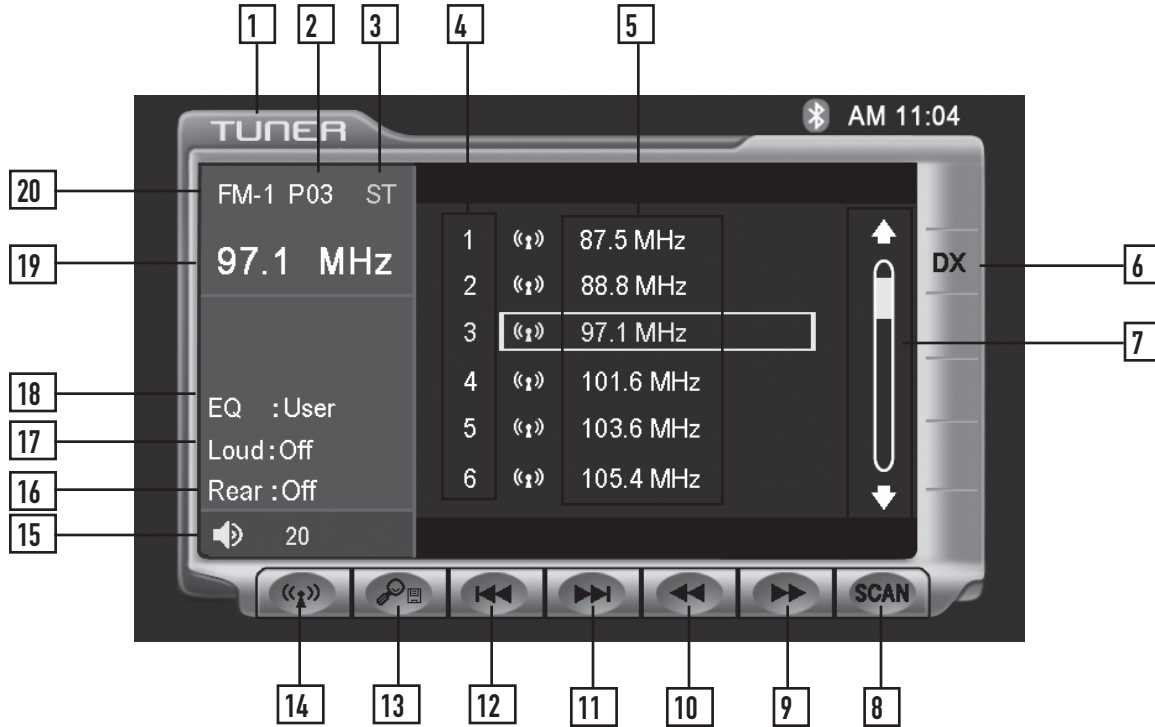 1 2 3 4 5
TUNER
AM 11:04
20
FM-1 P03 ST
19
97.1 MHz
1 87.5 MHz
2 88.8 MHz
3 97.1 MHz
4 101.6 MHz
5 103.6 MHz
6 105.4 MHz
DX
6
7
18
EQ :User
17
Loud:Off
16
Rear :Off
15
20
SCAN
14 13 12 11 10 9 8